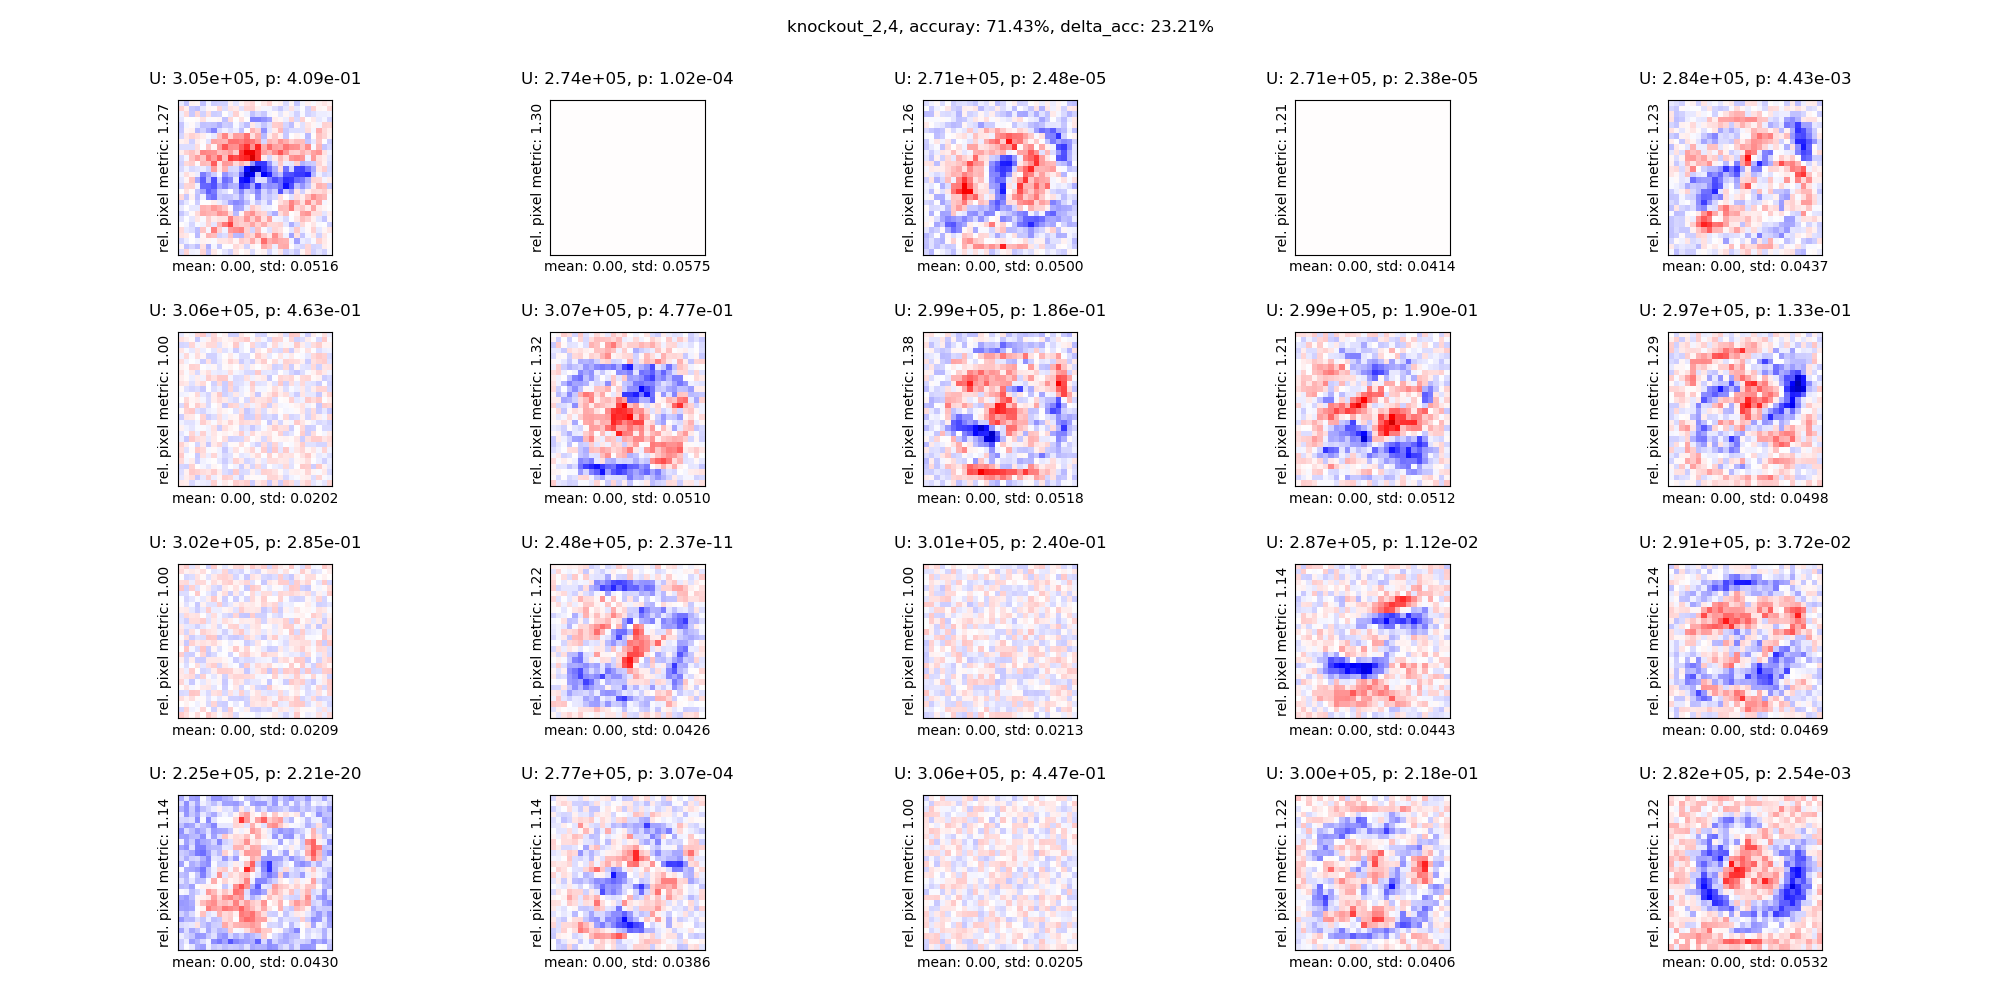 knockout_2,4, accuray: 71.43%, delta_acc: 23.21%
U: 3.05e+05, p: 4.09e-01
rel. pixel metric: 1.27
mean: 0.00, std: 0.0516
U: 2.74e+05, p: 1.02e-04
rel. pixel metric: 1.30
mean: 0.00, std: 0.0575
U: 2.71e+05, p: 2.48e-05
rel. pixel metric: 1.26
mean: 0.00, std: 0.0500
U: 2.71e+05, p: 2.38e-05
rel. pixel metric: 1.21
mean: 0.00, std: 0.0414
U: 2.84e+05, p: 4.43e-03
rel. pixel metric: 1.23
mean: 0.00, std: 0.0437
U: 3.06e+05, p: 4.63e-01
rel. pixel metric: 1.00
mean: 0.00, std: 0.0202
U: 3.07e+05, p: 4.77e-01
rel. pixel metric: 1.32
mean: 0.00, std: 0.0510
U: 2.99e+05, p: 1.86e-01
rel. pixel metric: 1.38
mean: 0.00, std: 0.0518
U: 2.99e+05, p: 1.90e-01
rel. pixel metric: 1.21
mean: 0.00, std: 0.0512
U: 2.97e+05, p: 1.33e-01
rel. pixel metric: 1.29
mean: 0.00, std: 0.0498
U: 3.02e+05, p: 2.85e-01
rel. pixel metric: 1.00
mean: 0.00, std: 0.0209
U: 2.48e+05, p: 2.37e-11
rel. pixel metric: 1.22
mean: 0.00, std: 0.0426
U: 3.01e+05, p: 2.40e-01
rel. pixel metric: 1.00
mean: 0.00, std: 0.0213
U: 2.87e+05, p: 1.12e-02
rel. pixel metric: 1.14
mean: 0.00, std: 0.0443
U: 2.91e+05, p: 3.72e-02
rel. pixel metric: 1.24
mean: 0.00, std: 0.0469
U: 2.25e+05, p: 2.21e-20
rel. pixel metric: 1.14
mean: 0.00, std: 0.0430
U: 2.77e+05, p: 3.07e-04
rel. pixel metric: 1.14
mean: 0.00, std: 0.0386
U: 3.06e+05, p: 4.47e-01
rel. pixel metric: 1.00
mean: 0.00, std: 0.0205
U: 3.00e+05, p: 2.18e-01
rel. pixel metric: 1.22
mean: 0.00, std: 0.0406
U: 2.82e+05, p: 2.54e-03
rel. pixel metric: 1.22
mean: 0.00, std: 0.0532